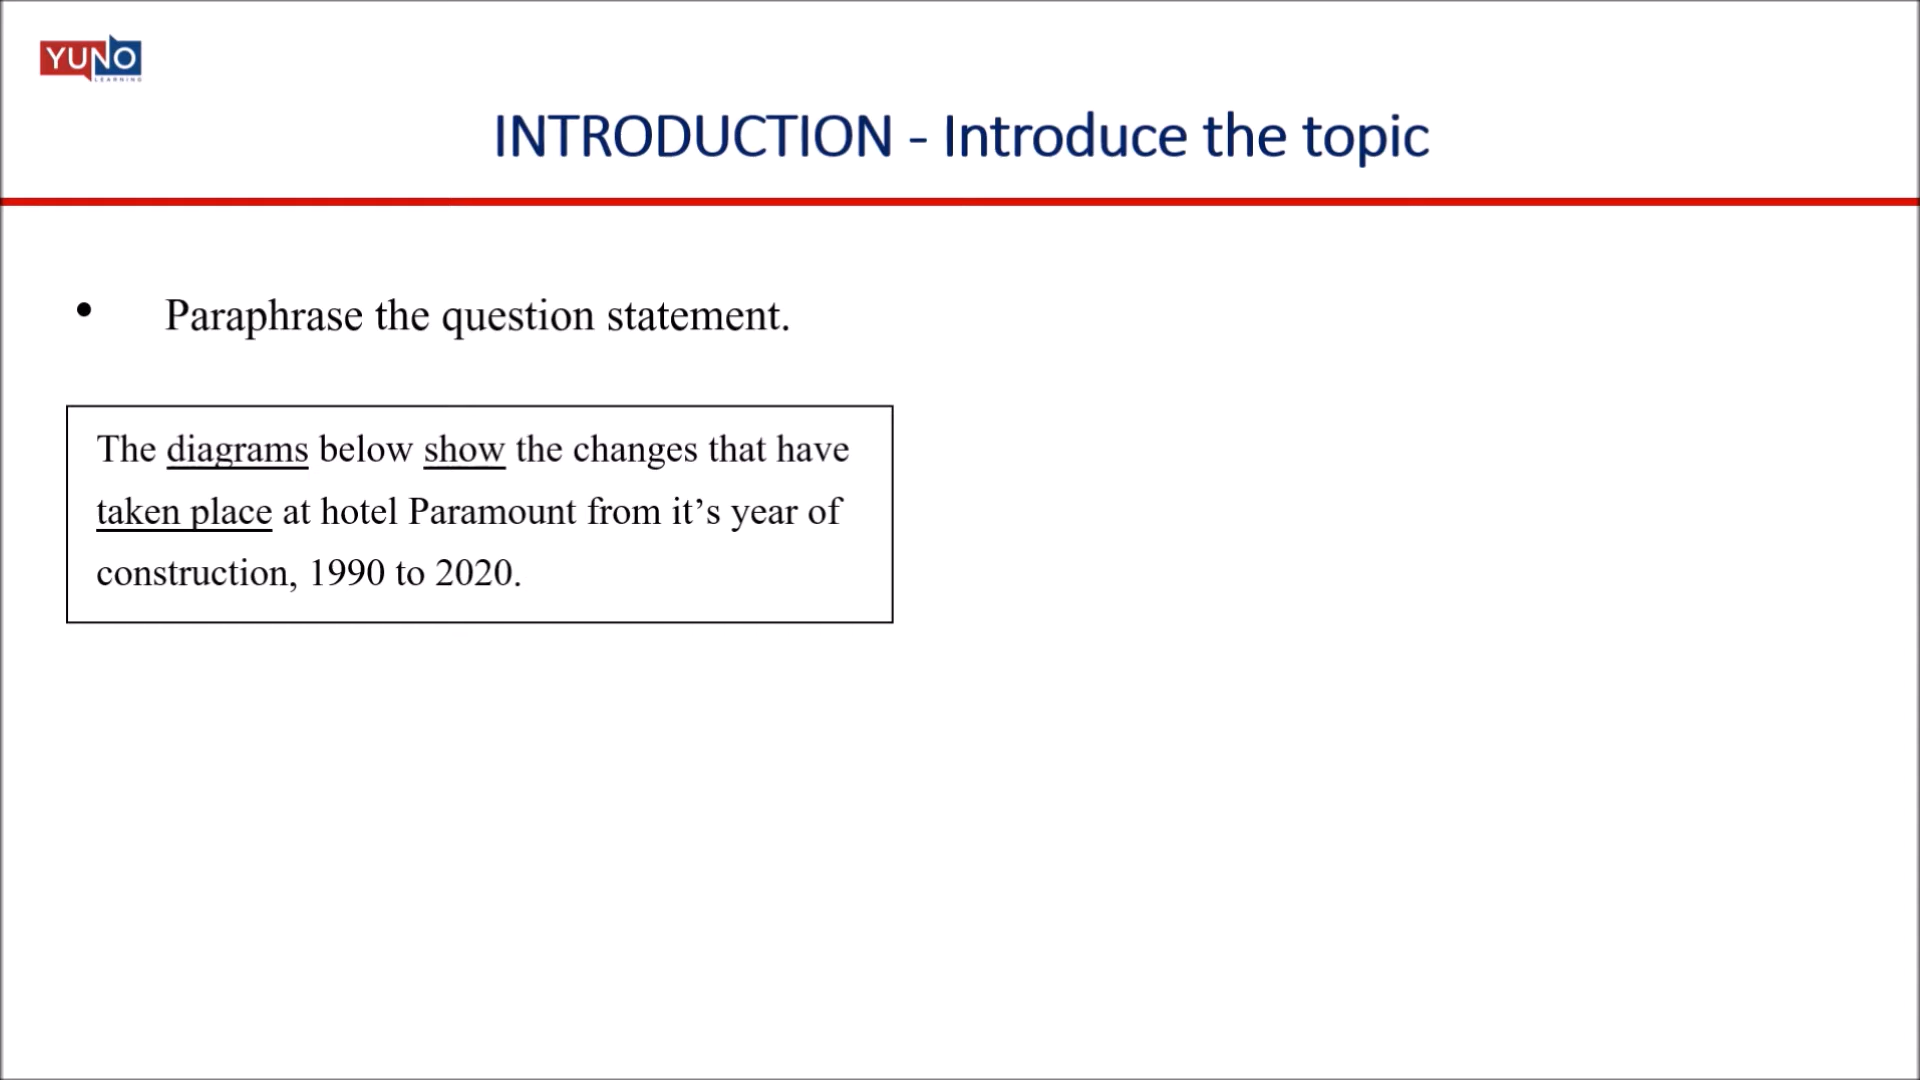 YUNO
LEARNING
INTRODUCTION - Introduce the topic
• Paraphrase the question statement.
The diagrams below show the changes that have
taken place at hotel Paramount from it’s year of
construction, 1990 to 2020.